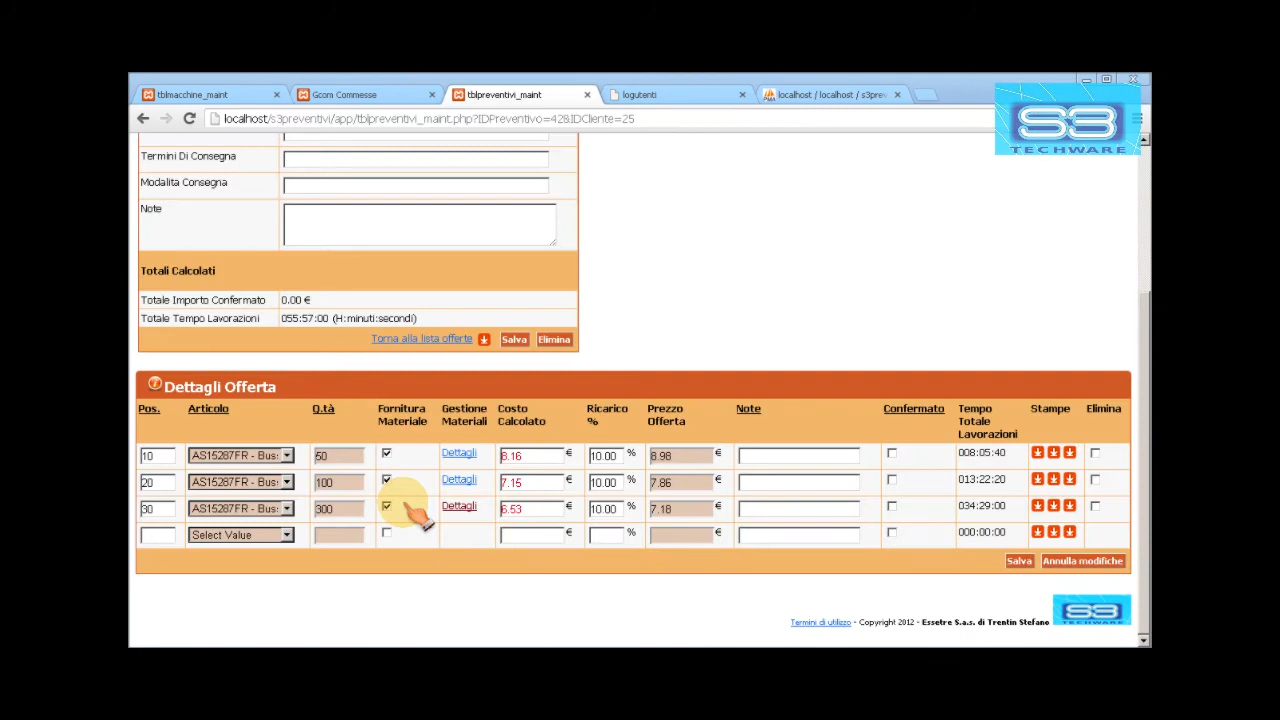 tblmacchine_maint
Gcom Commesse
tblpreventivi_maint
logutenti
localhost / localhost / s3prev
localhost/s3preventivi/app/tblpreventivi_maint.php?IDPreventivo=42&IDCliente=25
S3
TECHWARE
Termini Di Consegna
Modalita Consegna
Note
Totali Calcolati
Totale Importo Confermato 0.00 €
Totale Tempo Lavorazioni 055:57:00 (H:minuti:secondi)
Torna alla lista offerte Salva Elimina
Dettagli Offerta
Pos. Articolo Q.tà Fornitura Materiale Gestione Materiali Costo Calcolato Ricarico % Prezzo Offerta Note Confermato Tempo Totale Lavorazioni Stampe Elimina
10 AS15287FR - Bus: 50 Dettagli 8.16 € 10.00 % 8.98 € 008:05:40
20 AS15287FR - Bus: 100 Dettagli 7.15 € 10.00 % 7.86 € 013:22:20
30 AS15287FR - Bus: 300 Dettagli 6.53 € 10.00 % 7.18 € 034:29:00
Select Value € % € 000:00:00
Salva Annulla modifiche
Termini di utilizzo - Copyright 2012 - Essetre S.a.s. di Trentin Stefano
S3
TECHWARE